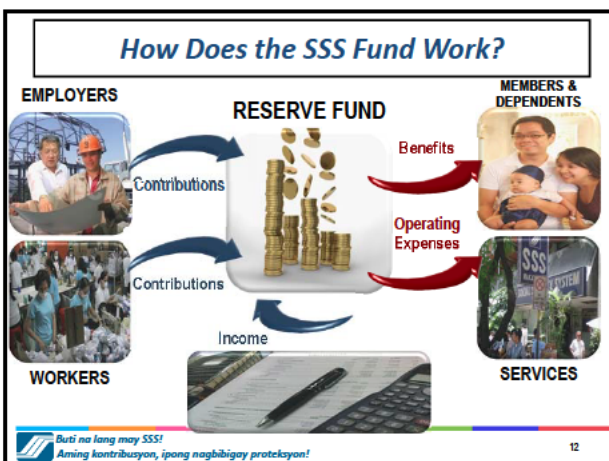 How Does the SSS Fund Work?
EMPLOYERS
RESERVE FUND
MEMBERS &
DEPENDENTS
Contributions
Benefits
Contributions
Operating
Expenses
SSS
Income
WORKERS
SERVICES
Buti na lang may SSS!
Aming kontribusyon, ipong nagbibigay proteksyon!
12